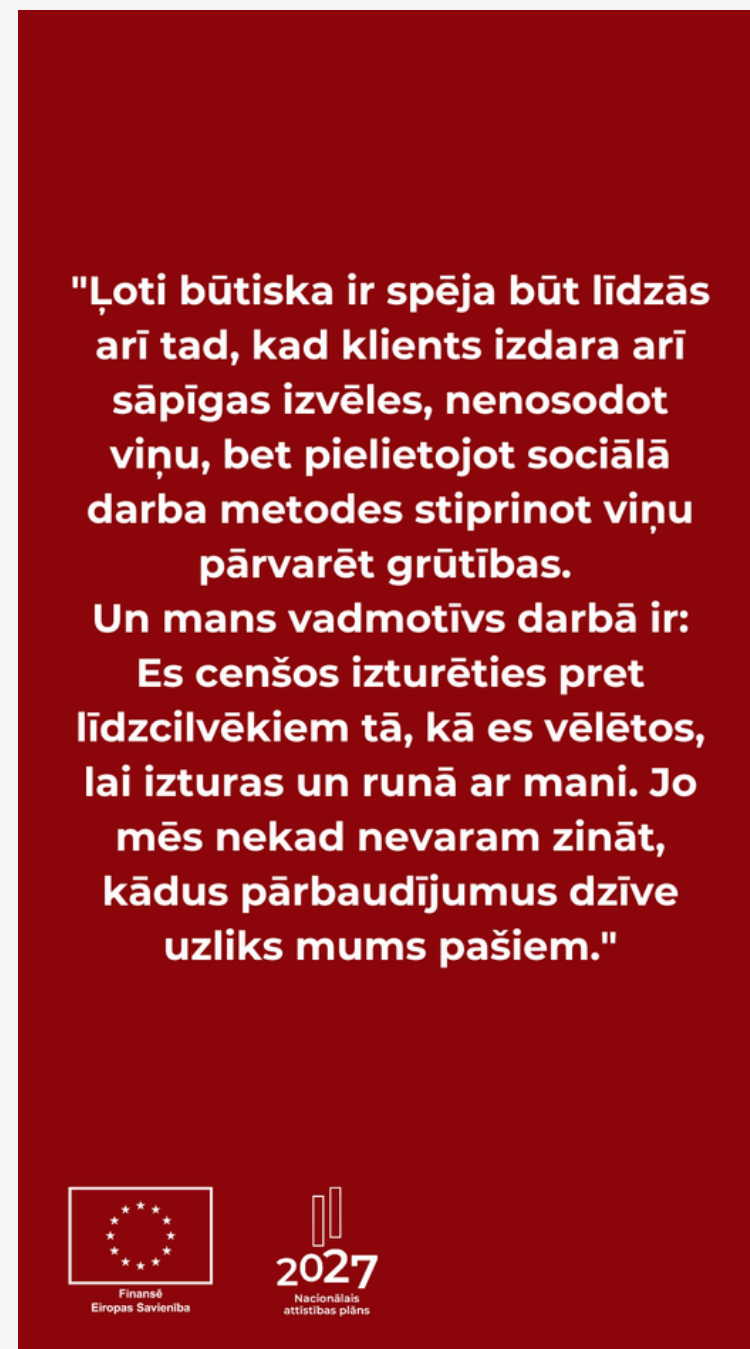 "Ļoti būtiska ir spēja būt līdzās
arī tad, kad klients izdara arī
sāpīgas izvēles, nenosodot
viņu, bet pielietojot sociālā
darba metodes stiprinot viņu
pārvarēt grūtības.
Un mans vadmotīvs darbā ir:
Es cenšos izturēties pret
līdzcilvēkiem tā, kā es vēlētos,
lai izturas un runā ar mani. Jo
mēs nekad nevaram zināt,
kādus pārbaudījumus dzīve
uzliks mums pašiem."
Finansē
Eiropas Savienība
2027
Nacionālais
attīstības plāns